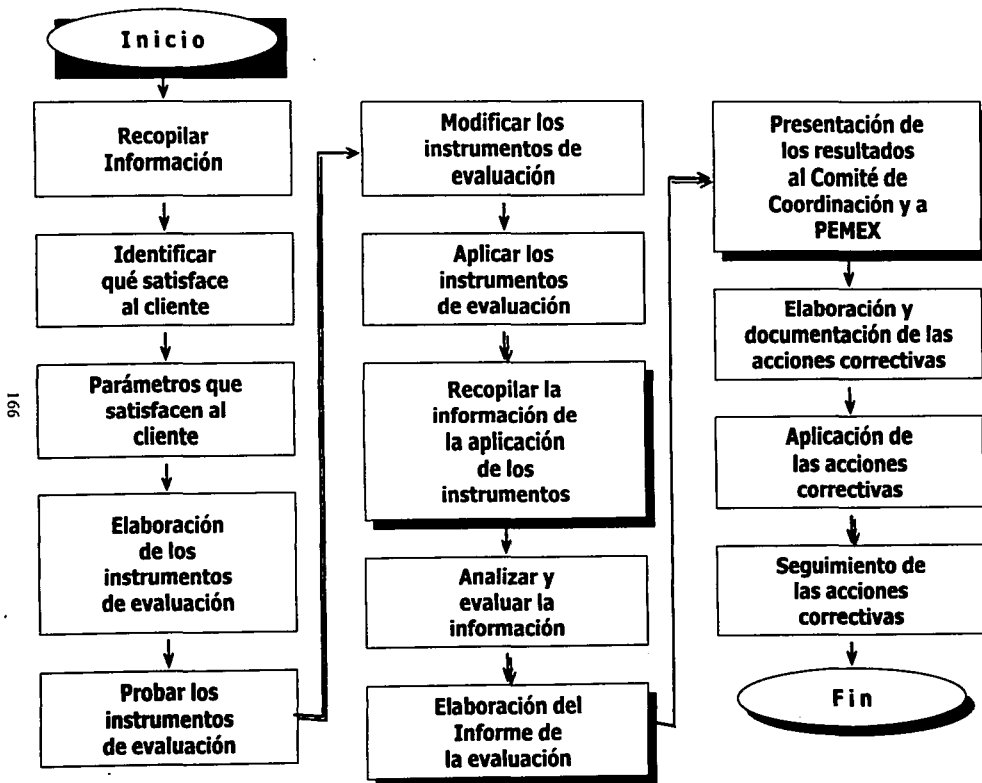 Inicio
Recopilar
Información
Identificar
qué satisface
al cliente
Parámetros que
satisfacen al
cliente
Elaboración
de los
instrumentos
de evaluación
Probar los
instrumentos
de evaluación
Modificar los
instrumentos de
evaluación
Aplicar los
instrumentos
de evaluación
Recopilar la
información de
la aplicación
de los
instrumentos
Analizar y
evaluar la
información
Elaboración del
Informe de
la evaluación
Presentación de
los resultados
al Comité de
Coordinación y a
PEMEX
Elaboración y
documentación de las
acciones correctivas
Aplicación de
las acciones
correctivas
Seguimiento de
las acciones
correctivas
Fin
166